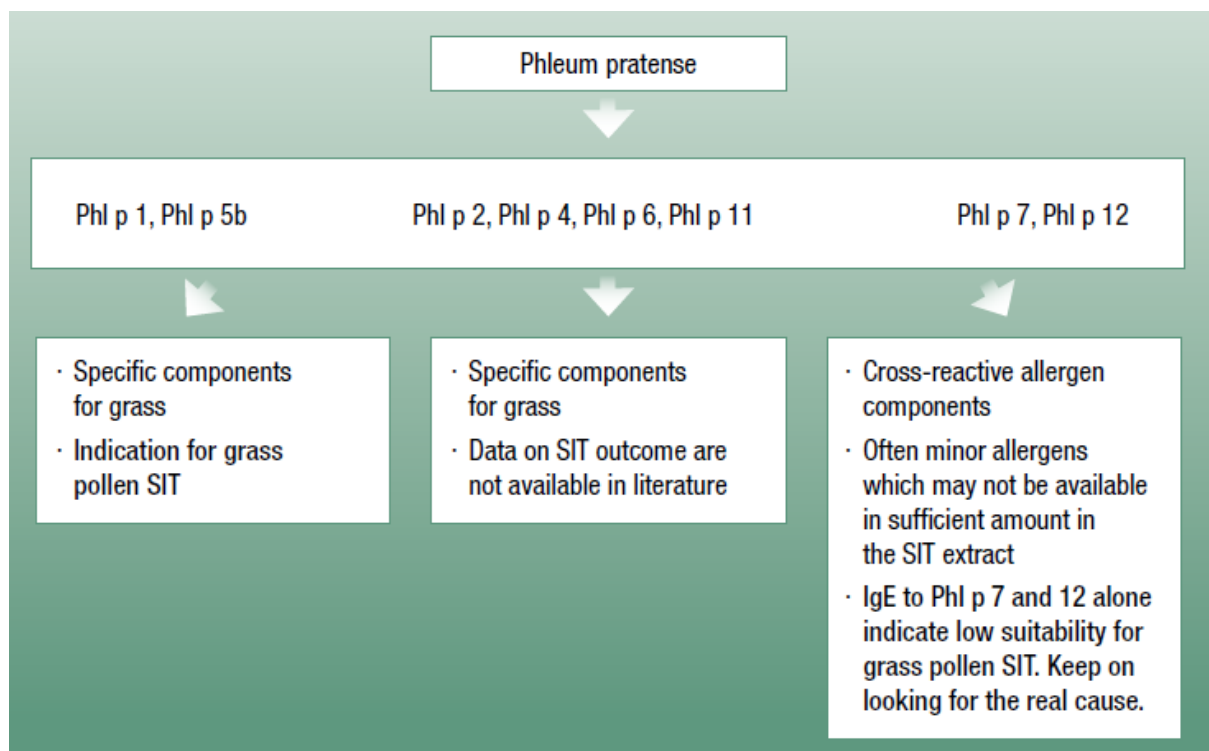 Phleum pratense
Phl p 1, Phl p 5b
Phl p 2, Phl p 4, Phl p 6, Phl p 11
Phl p 7, Phl p 12
· Specific components
for grass
· Indication for grass
pollen SIT
· Specific components
for grass
· Data on SIT outcome are
not available in literature
· Cross-reactive allergen
components
· Often minor allergens
which may not be available
in sufficient amount in
the SIT extract
· IgE to Phl p 7 and 12 alone
indicate low suitability for
grass pollen SIT. Keep on
looking for the real cause.